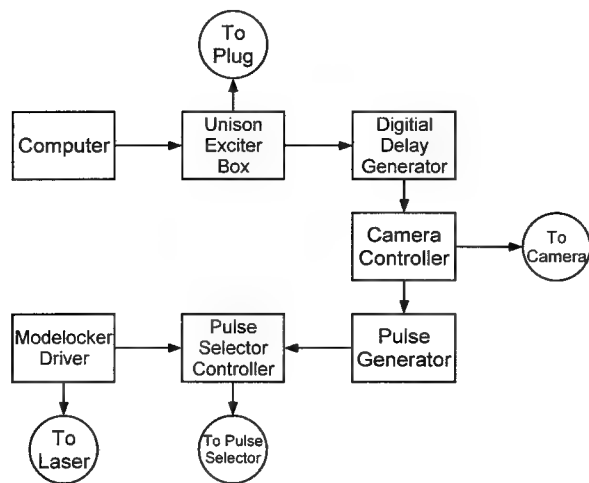 To
Plug
Computer
Unison
Exciter
Box
Digitial
Delay
Generator
Camera
Controller
To
Camera
Modelocker
Driver
Pulse
Selector
Controller
Pulse
Generator
To
Laser
To Pulse
Selector